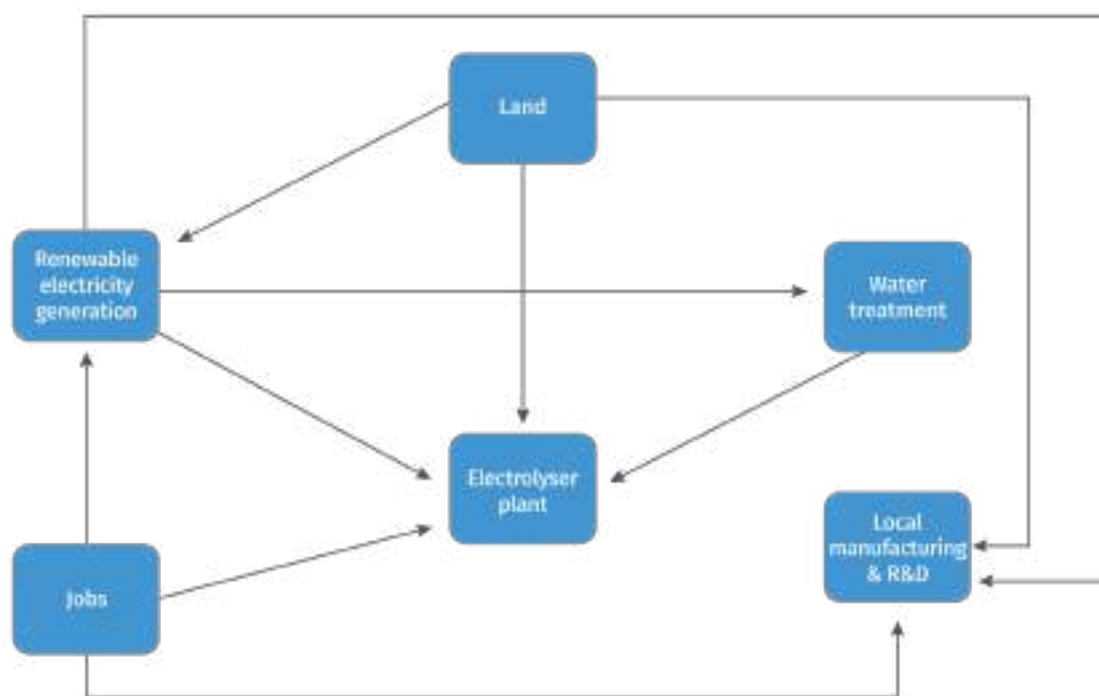 Land
Renewable
electricity
generation
Water
treatment
Electrolyser
plant
Local
manufacturing
& R&D
Jobs